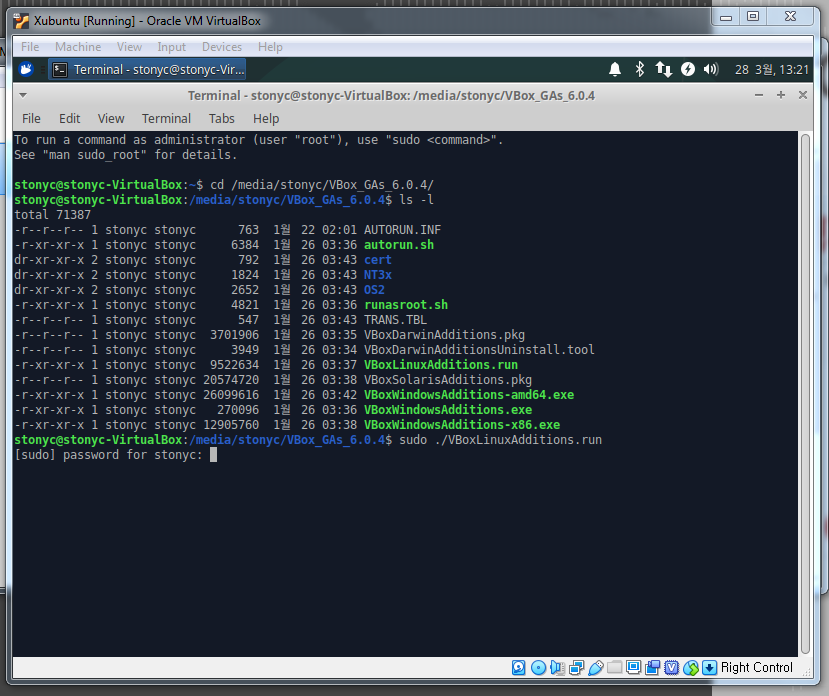 Xubuntu [Running] - Oracle VM VirtualBox
File Machine View Input Devices Help
Terminal - stonyc@stonyc-Vir... 28 3월, 13:21
Terminal - stonyc@stonyc-VirtualBox: /media/stonyc/VBox_GAs_6.0.4
File Edit View Terminal Tabs Help
To run a command as administrator (user "root"), use "sudo <command>".
See "man sudo_root" for details.
stonyc@stonyc-VirtualBox:~$ cd /media/stonyc/VBox_GAs_6.0.4/
stonyc@stonyc-VirtualBox:/media/stonyc/VBox_GAs_6.0.4$ ls -l
total 71387
-r--r--r-- 1 stonyc stonyc 763 1월 22 02:01 AUTORUN.INF
-r-xr-xr-x 1 stonyc stonyc 6384 1월 26 03:36 autorun.sh
dr-xr-xr-x 2 stonyc stonyc 792 1월 26 03:43 cert
dr-xr-xr-x 2 stonyc stonyc 1824 1월 26 03:43 NT3x
dr-xr-xr-x 2 stonyc stonyc 2652 1월 26 03:43 OS2
-r-xr-xr-x 1 stonyc stonyc 4821 1월 26 03:36 runasroot.sh
-r--r--r-- 1 stonyc stonyc 547 1월 26 03:43 TRANS.TBL
-r--r--r-- 1 stonyc stonyc 3701906 1월 26 03:35 VBoxDarwinAdditions.pkg
-r--r--r-- 1 stonyc stonyc 3949 1월 26 03:34 VBoxDarwinAdditionsUninstall.tool
-r-xr-xr-x 1 stonyc stonyc 9522634 1월 26 03:37 VBoxLinuxAdditions.run
-r--r--r-- 1 stonyc stonyc 20574720 1월 26 03:38 VBoxSolarisAdditions.pkg
-r-xr-xr-x 1 stonyc stonyc 26099616 1월 26 03:42 VBoxWindowsAdditions-amd64.exe
-r-xr-xr-x 1 stonyc stonyc 270096 1월 26 03:36 VBoxWindowsAdditions.exe
-r-xr-xr-x 1 stonyc stonyc 12905760 1월 26 03:38 VBoxWindowsAdditions-x86.exe
stonyc@stonyc-VirtualBox:/media/stonyc/VBox_GAs_6.0.4$ sudo ./VBoxLinuxAdditions.run
[sudo] password for stonyc:
Right Control